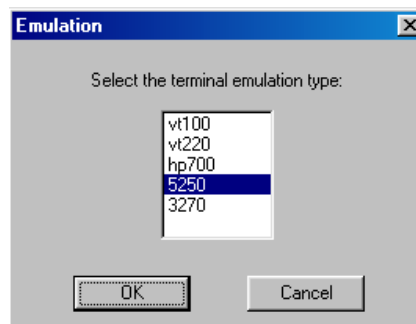 Emulation
Select the terminal emulation type:
vt100
vt220
hp700
5250
3270
OK Cancel